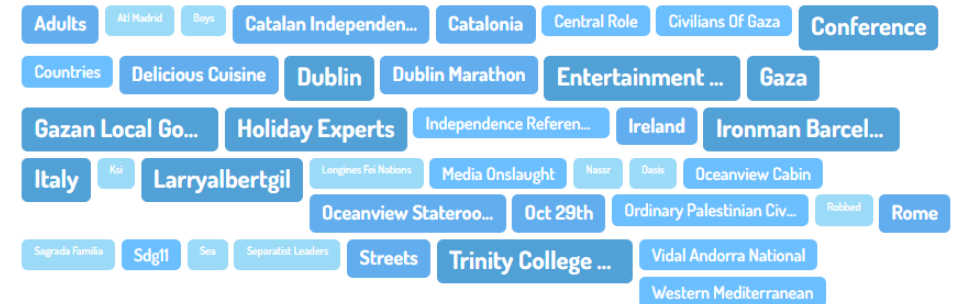 Adults Atl Madrid Boys Catalan Independen... Catalonia Central Role Civilians Of Gaza Conference
Countries Delicious Cuisine Dublin Dublin Marathon Entertainment ... Gaza
Gazan Local Go... Holiday Experts Independence Referen... Ireland Ironman Barcel...
Italy Ksi Larryalbertgil Longines Fei Nations Media Onslaught Nassr Oasis Oceanview Cabin
Oceanview Stateroo... Oct 29th Ordinary Palestinian Civ... Robbed Rome
Sagrada Familia Sdg11 Sea Separatist Leaders Streets Trinity College ... Vidal Andorra National
Western Mediterranean